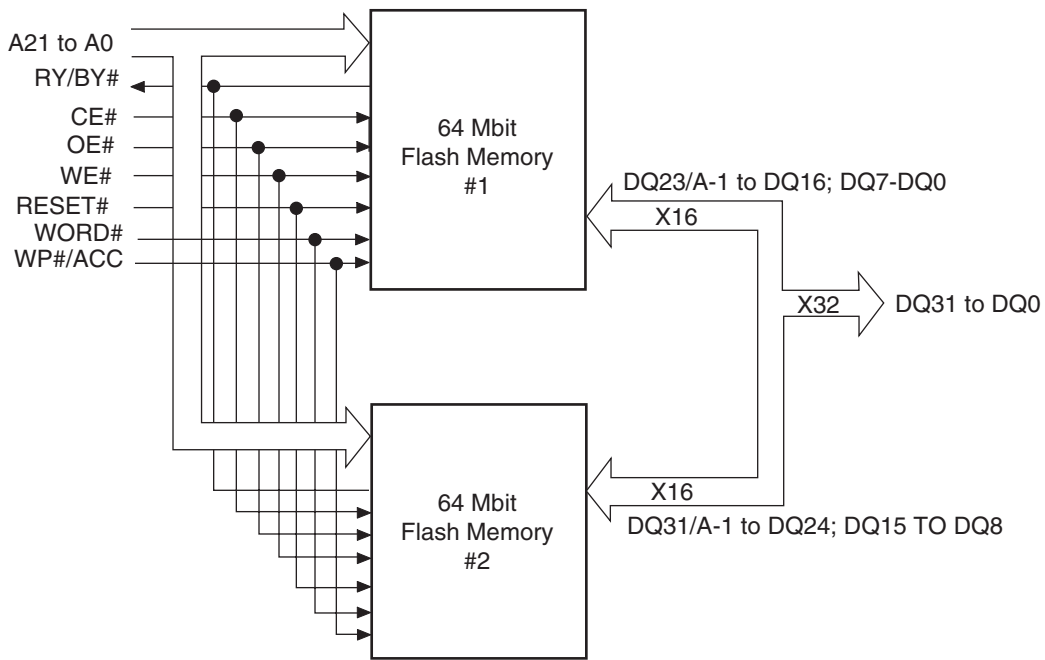 A21 to A0
RY/BY#
CE#
OE#
WE#
RESET#
WORD#
WP#/ACC
64 Mbit
Flash Memory
#1
DQ23/A-1 to DQ16; DQ7-DQ0
X16
X32
DQ31 to DQ0
64 Mbit
Flash Memory
#2
X16
DQ31/A-1 to DQ24; DQ15 TO DQ8